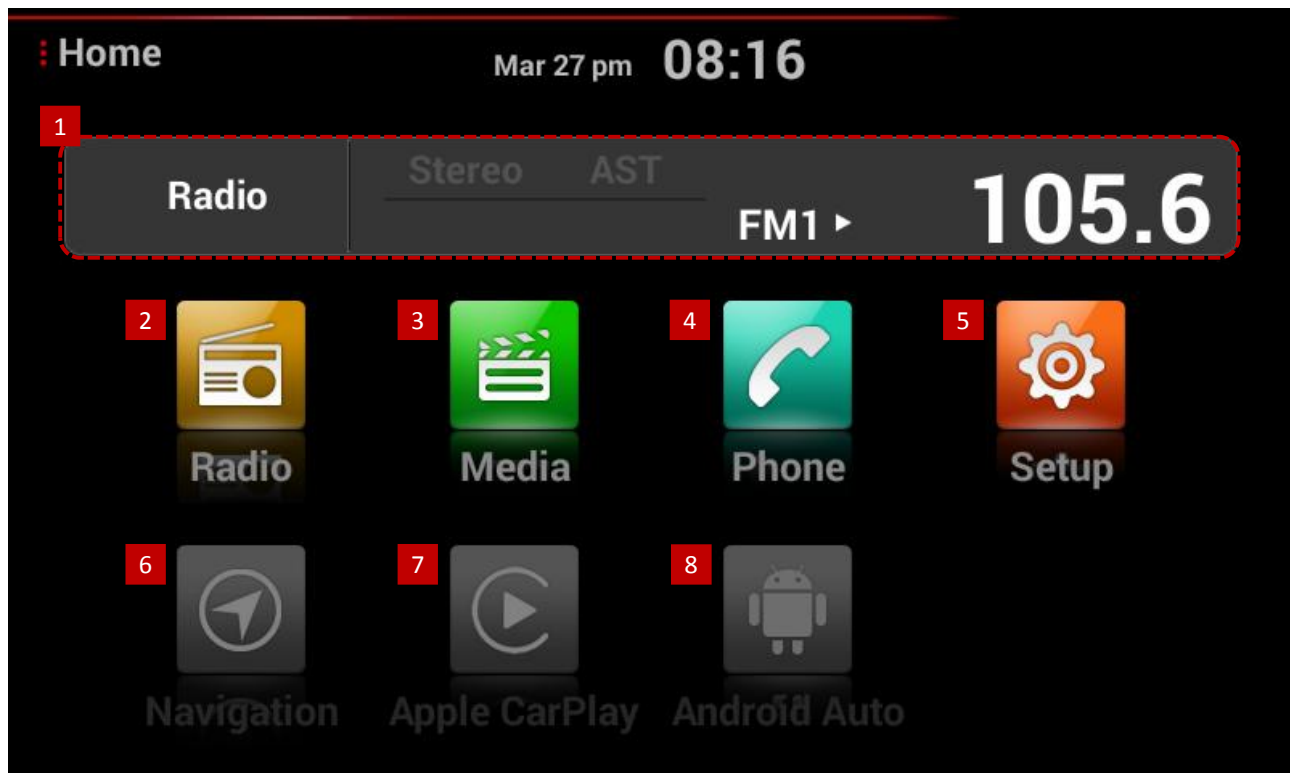 Home
Mar 27 pm 08:16
1
Radio
Stereo AST
FM1
105.6
2
3
4
5
Radio
Media
Phone
Setup
6
7
8
Navigation
Apple CarPlay
Android Auto